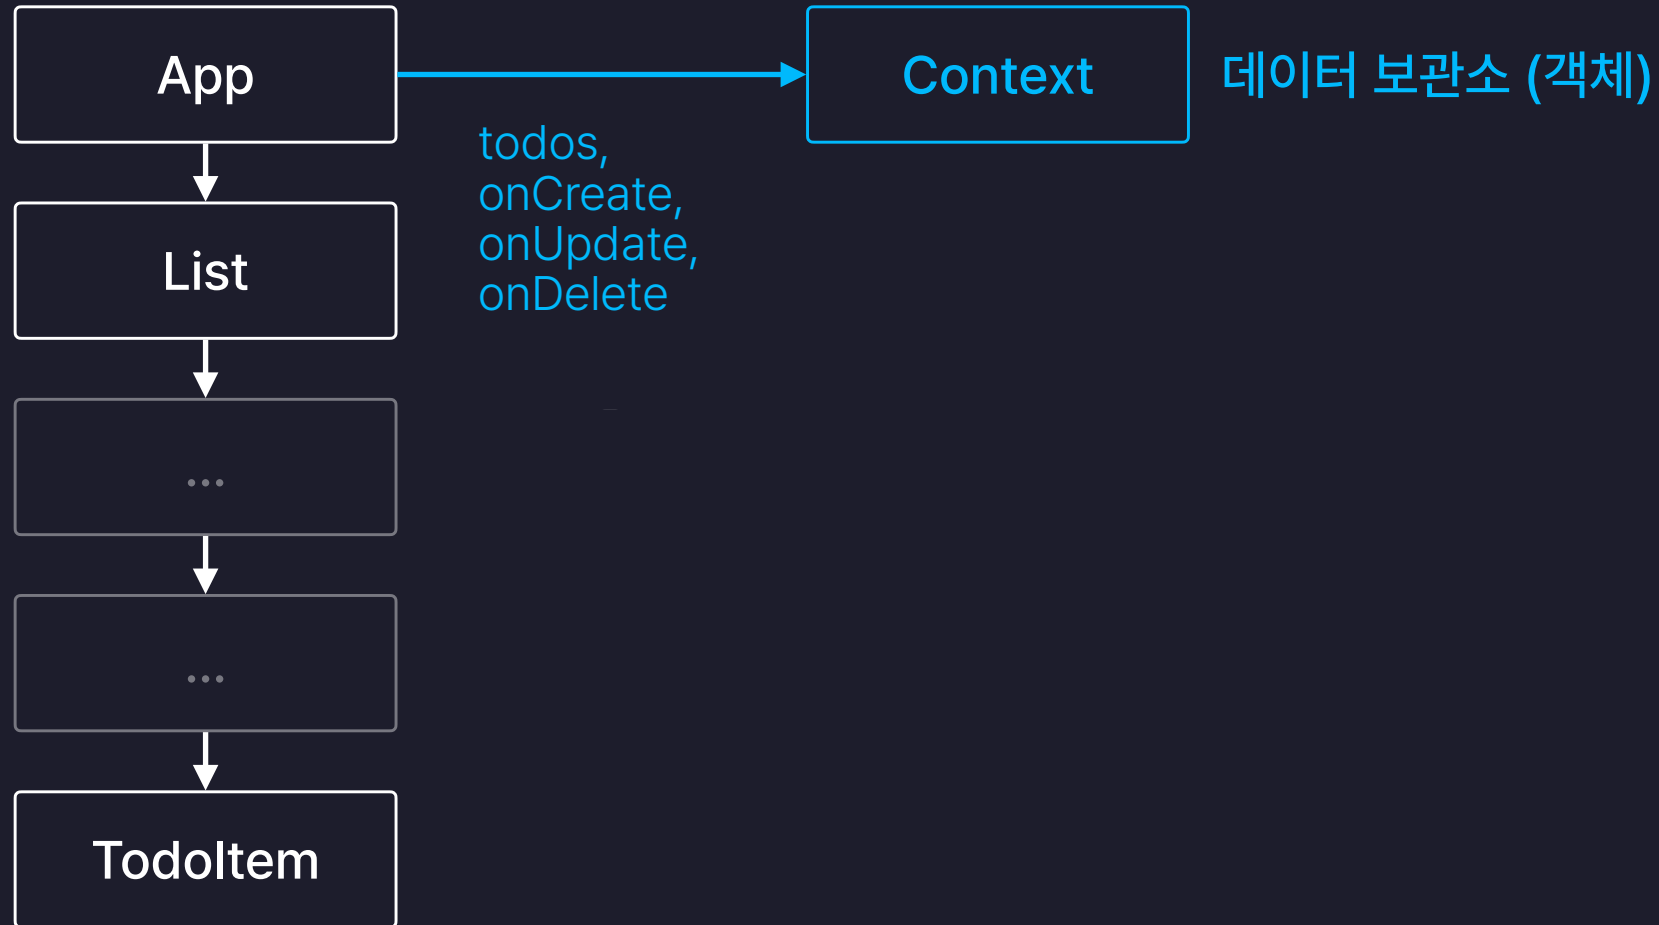 App
Context
데이터 보관소 (객체)
todos,
onCreate,
onUpdate,
onDelete
List
...
...
TodoItem